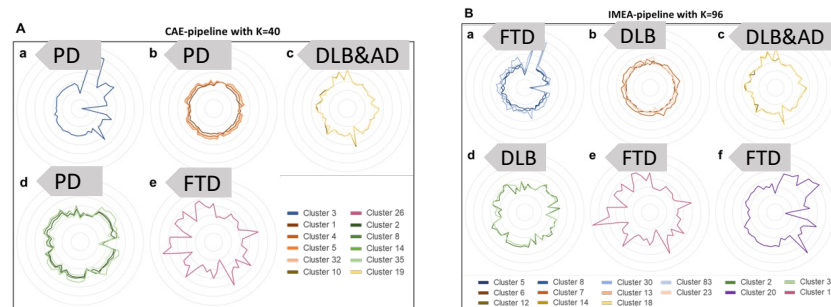 A
CAE-pipeline with K=40
a PD
b PD
c DLB&AD
d PD
e FTD
Cluster 3 Cluster 26
Cluster 1 Cluster 2
Cluster 4 Cluster 8
Cluster 5 Cluster 14
Cluster 32 Cluster 35
Cluster 10 Cluster 19
B
IMEA-pipeline with K=96
a FTD
b DLB
c DLB&AD
d DLB
e FTD
f FTD
Cluster 5 Cluster 8 Cluster 30 Cluster 83 Cluster 2 Cluster 3
Cluster 6 Cluster 7 Cluster 13 Cluster 23 Cluster 20 Cluster 1
Cluster 12 Cluster 14 Cluster 18